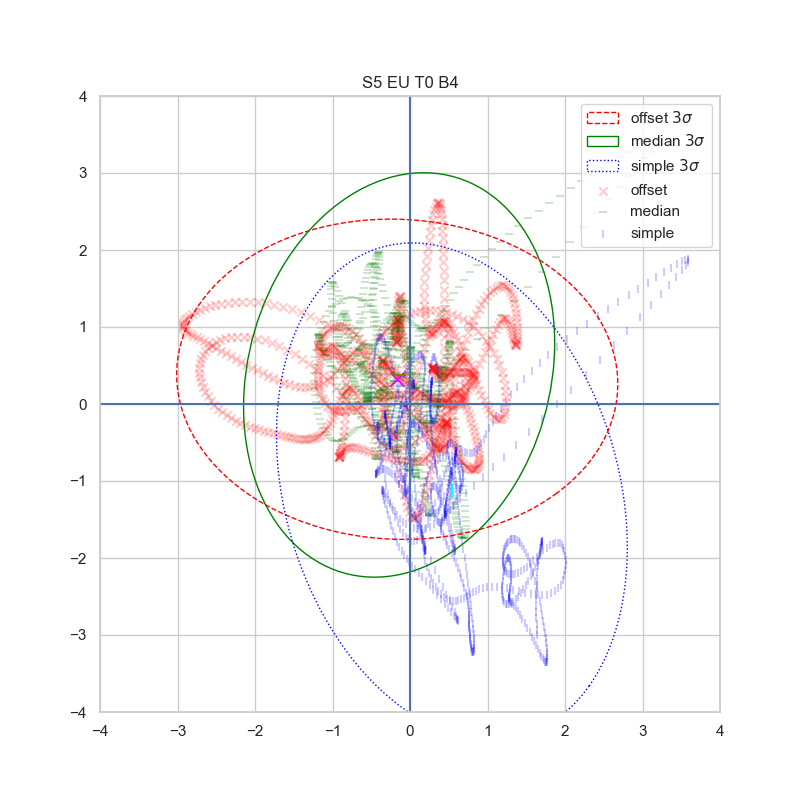 S5 EU T0 B4
offset 3σ
median 3σ
simple 3σ
offset
median
simple
4
3
2
1
0
−1
−2
−3
−4
−4 −3 −2 −1 0 1 2 3 4